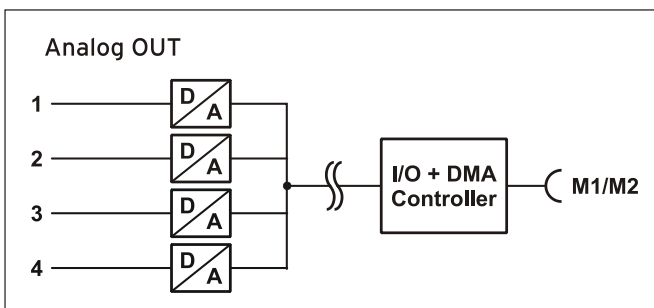 Analog OUT
1
D
A
2
D
A
3
D
A
4
D
A
I/O + DMA
Controller
M1/M2